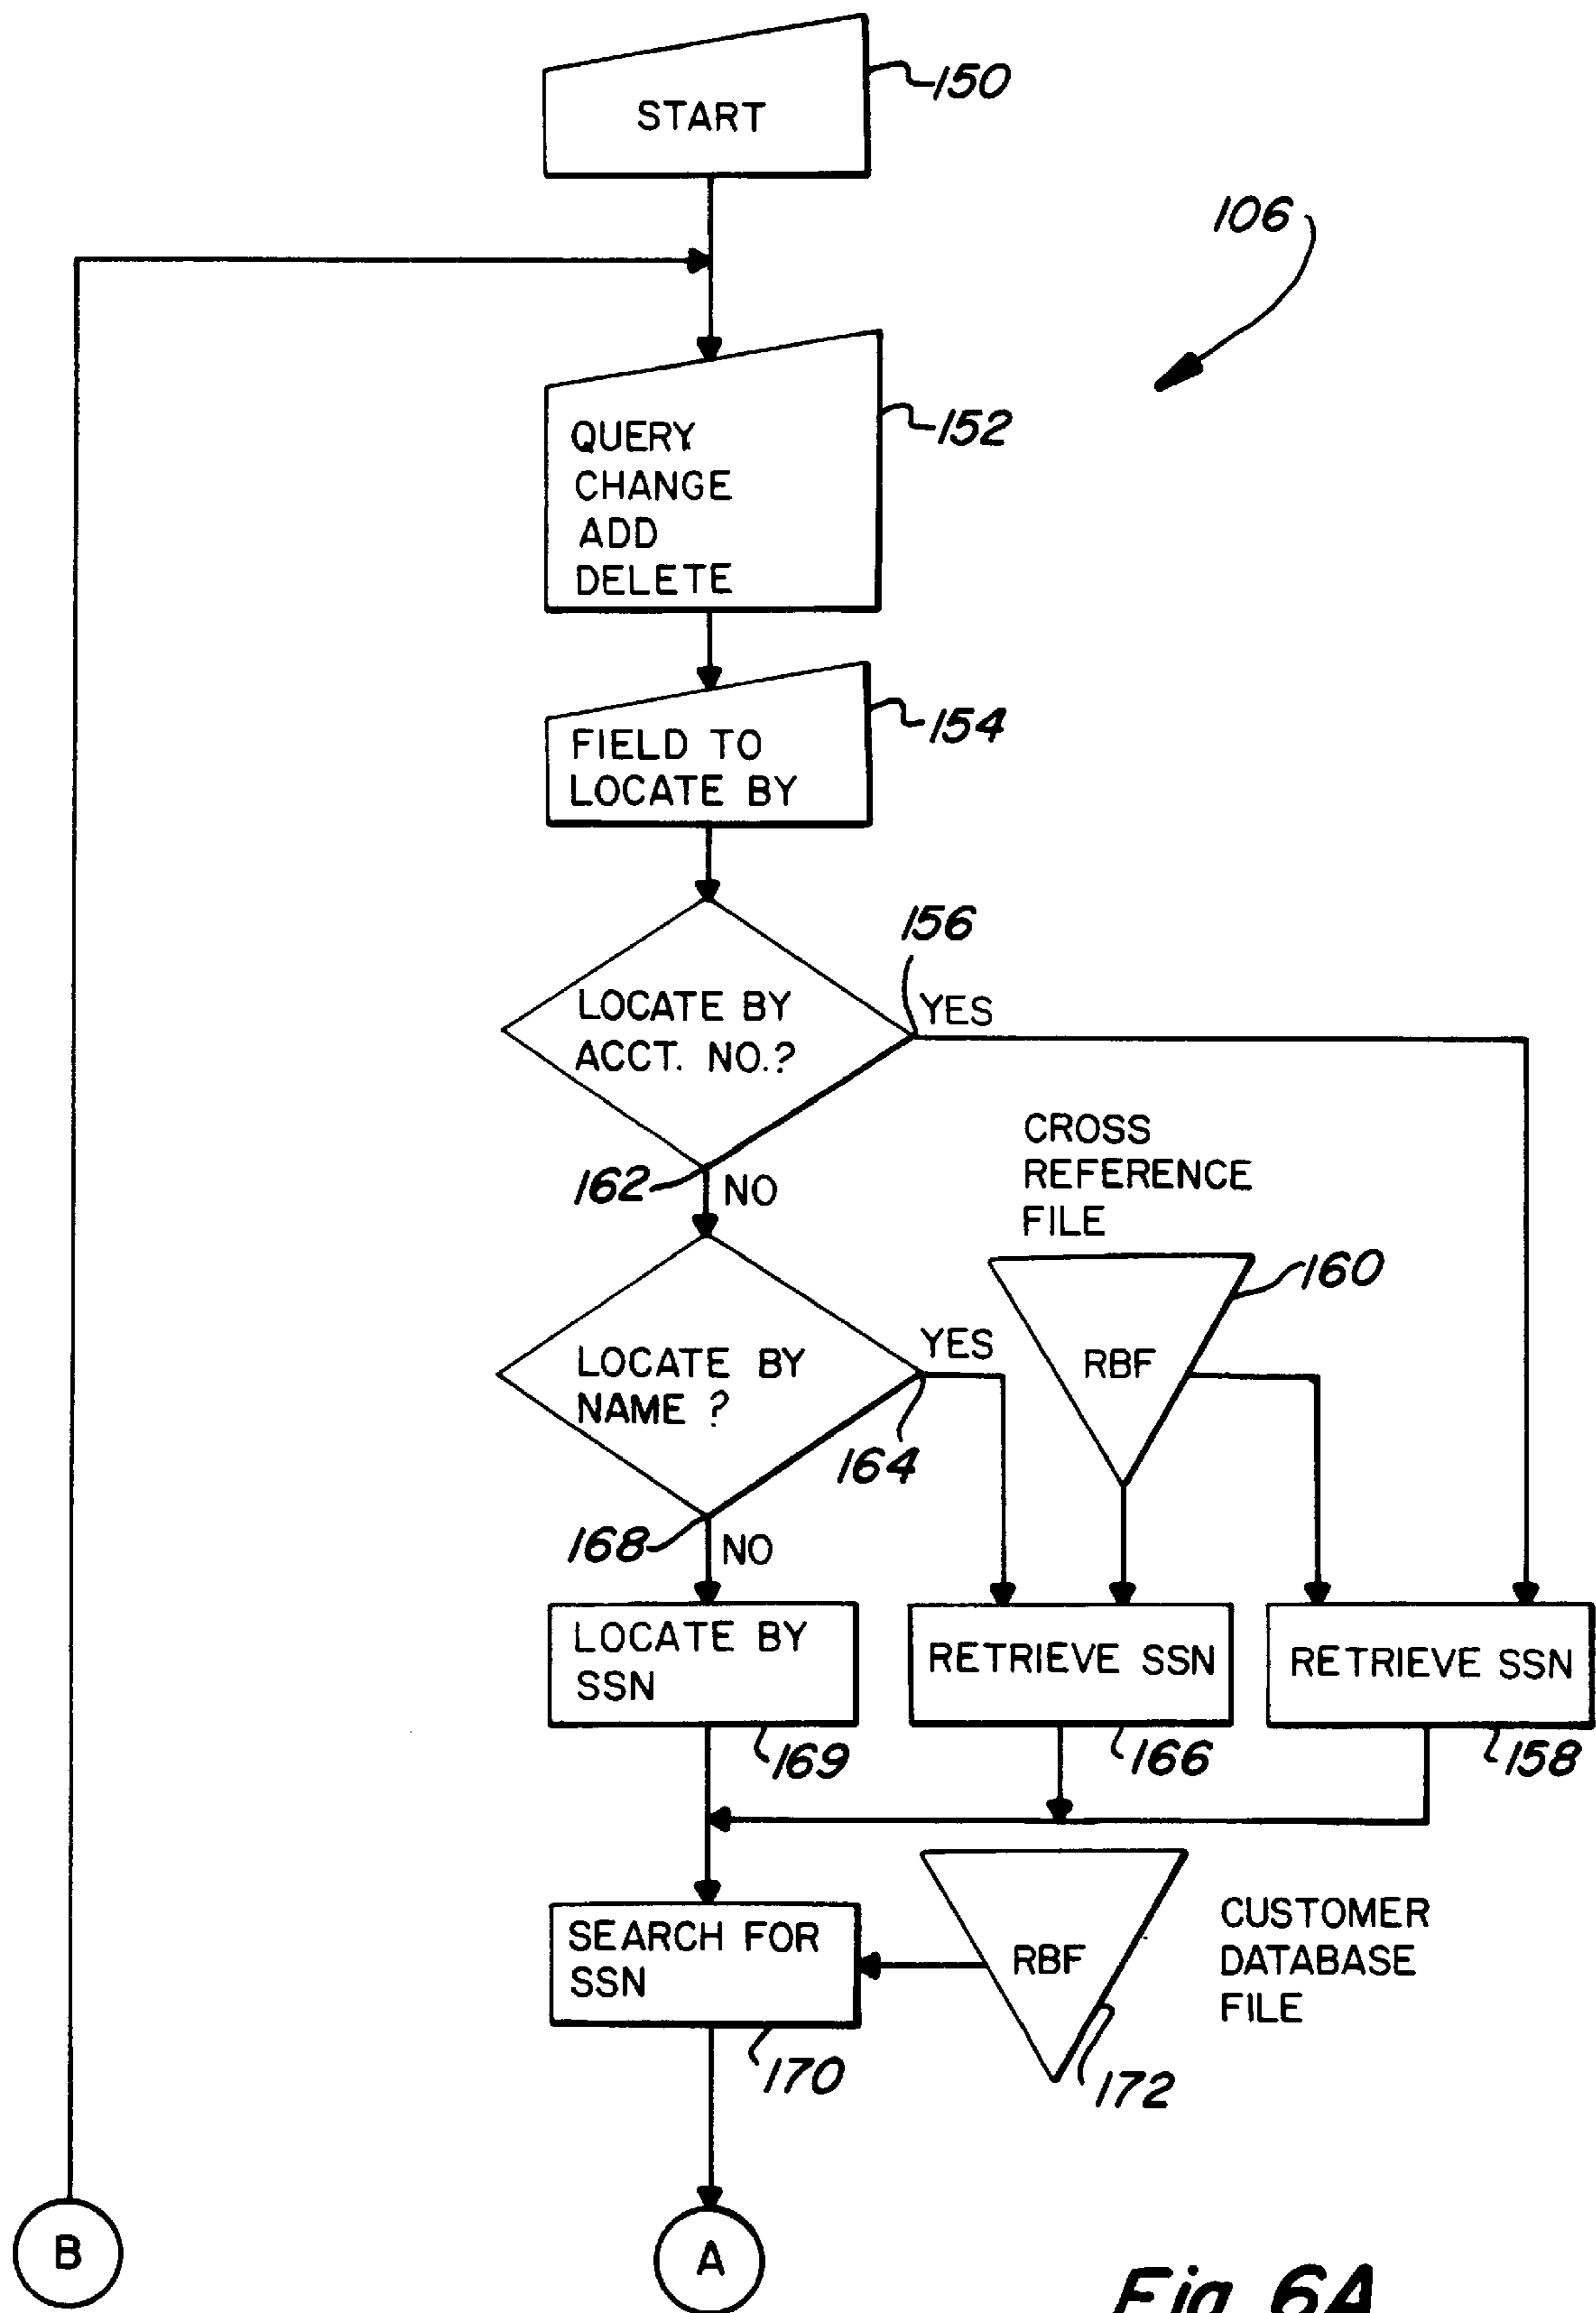 START
150
106
QUERY
CHANGE
ADD
DELETE
152
FIELD TO
LOCATE BY
154
156
LOCATE BY
ACCT. NO.?
YES
162
NO
CROSS
REFERENCE
FILE
160
LOCATE BY
NAME ?
YES
RBF
164
168
NO
LOCATE BY
SSN
RETRIEVE SSN
RETRIEVE SSN
169
166
158
SEARCH FOR
SSN
RBF
CUSTOMER
DATABASE
FILE
170
172
B
A
Fig. 6A